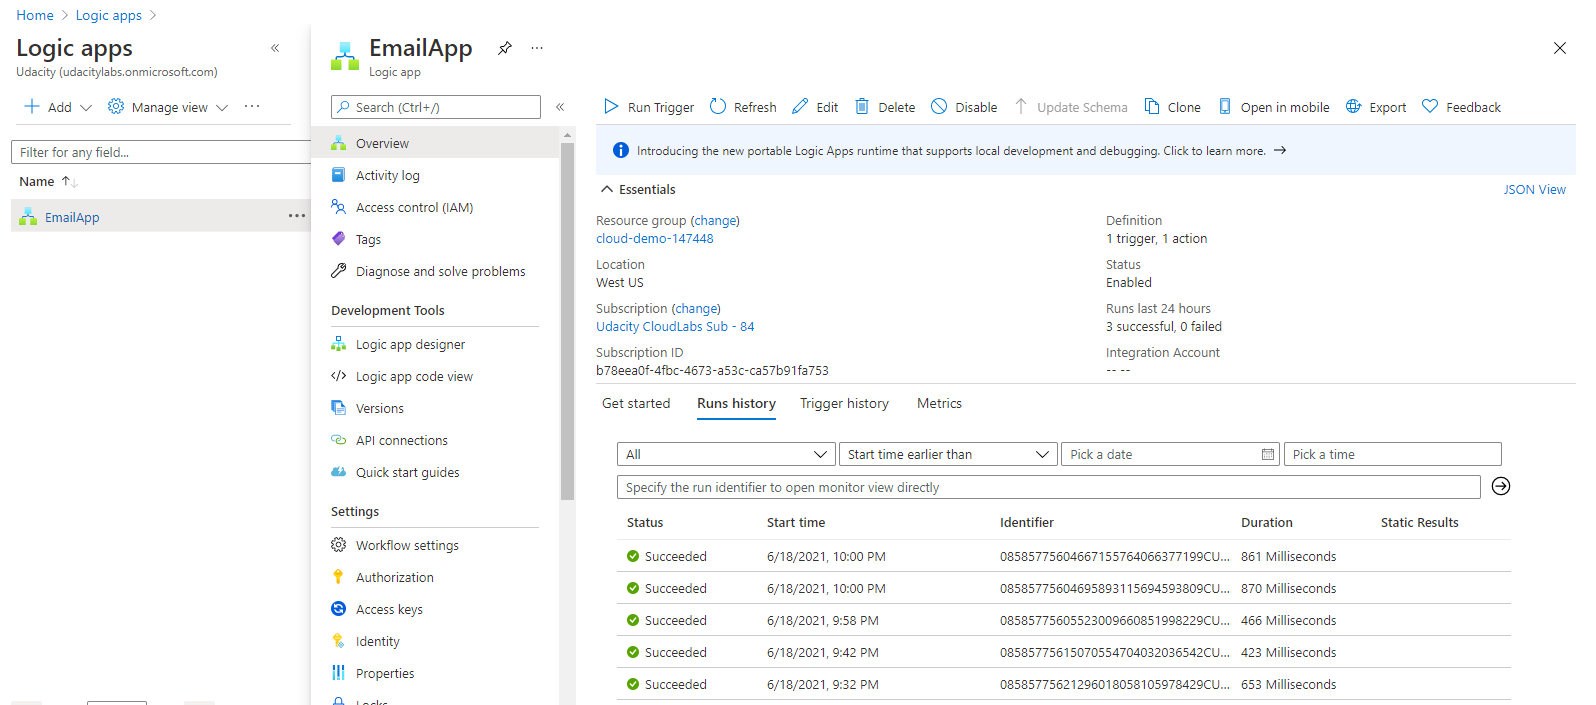 Home > Logic apps >
Logic apps «
Udacity (udacitylabs.onmicrosoft.com)
+ Add Manage view ...
Filter for any field...
Name ↑↓
EmailApp ...
EmailApp ...
Logic app
Search (Ctrl+/) «
Overview
Activity log
Access control (IAM)
Tags
Diagnose and solve problems
Development Tools
Logic app designer
</> Logic app code view
Versions
API connections
Quick start guides
Settings
Workflow settings
Authorization
Access keys
Identity
Properties
Locks
Run Trigger Refresh Edit Delete Disable Update Schema Clone Open in mobile Export Feedback
Introducing the new portable Logic Apps runtime that supports local development and debugging. Click to learn more. →
Essentials JSON View
Resource group (change)
cloud-demo-147448
Location
West US
Subscription (change)
Udacity CloudLabs Sub - 84
Subscription ID
b78eea0f-4fbc-4673-a53c-ca57b91fa753
Definition
1 trigger, 1 action
Status
Enabled
Runs last 24 hours
3 successful, 0 failed
Integration Account
-- --
Get started Runs history Trigger history Metrics
All Start time earlier than Pick a date Pick a time
Specify the run identifier to open monitor view directly
Status Start time Identifier Duration Static Results
Succeeded 6/18/2021, 10:00 PM 08585775604667155764066377199CU... 861 Milliseconds
Succeeded 6/18/2021, 10:00 PM 08585775604695893115694593809CU... 870 Milliseconds
Succeeded 6/18/2021, 9:58 PM 08585775605523009660851998229CU... 466 Milliseconds
Succeeded 6/18/2021, 9:42 PM 08585775615070554704032036542CU... 423 Milliseconds
Succeeded 6/18/2021, 9:32 PM 08585775621296018058105978429CU... 653 Milliseconds